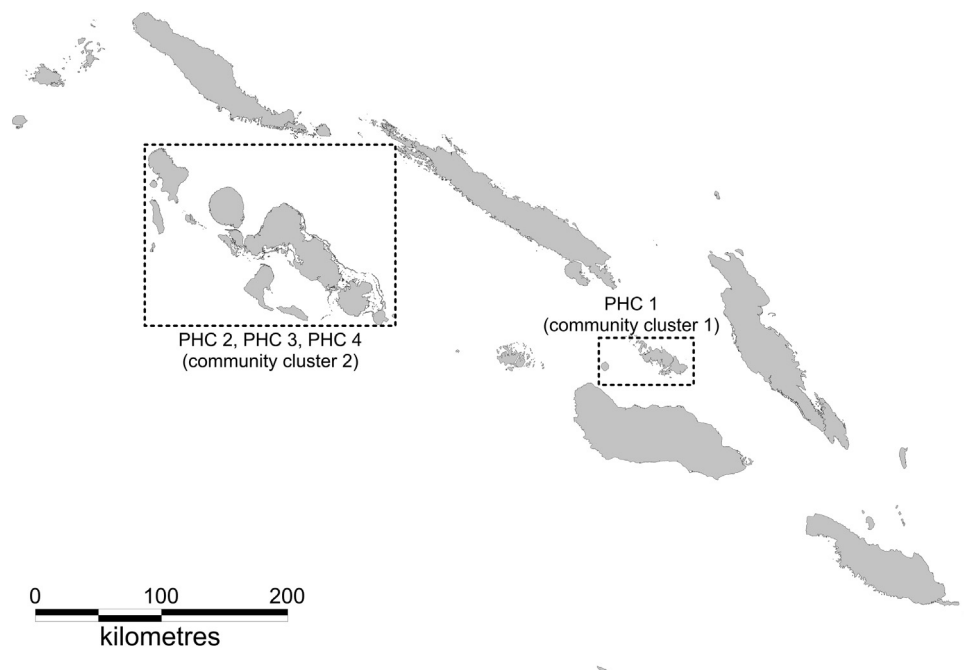 PHC 1
(community cluster 1)
PHC 2, PHC 3, PHC 4
(community cluster 2)
0 100 200
kilometres